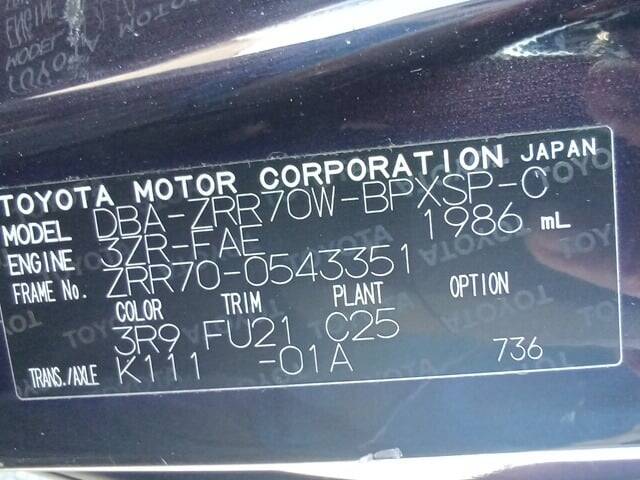 TOYOTA MOTOR CORPORATION JAPAN
MODEL DBA-ZRR70W-BPXSP-C
ENGINE 3ZR-FAE 1986 mL
FRAME No. ZRR70-0543351
COLOR TRIM PLANT OPTION
3R9 FU21 C25
TRANS./AXLE K111 -01A 736